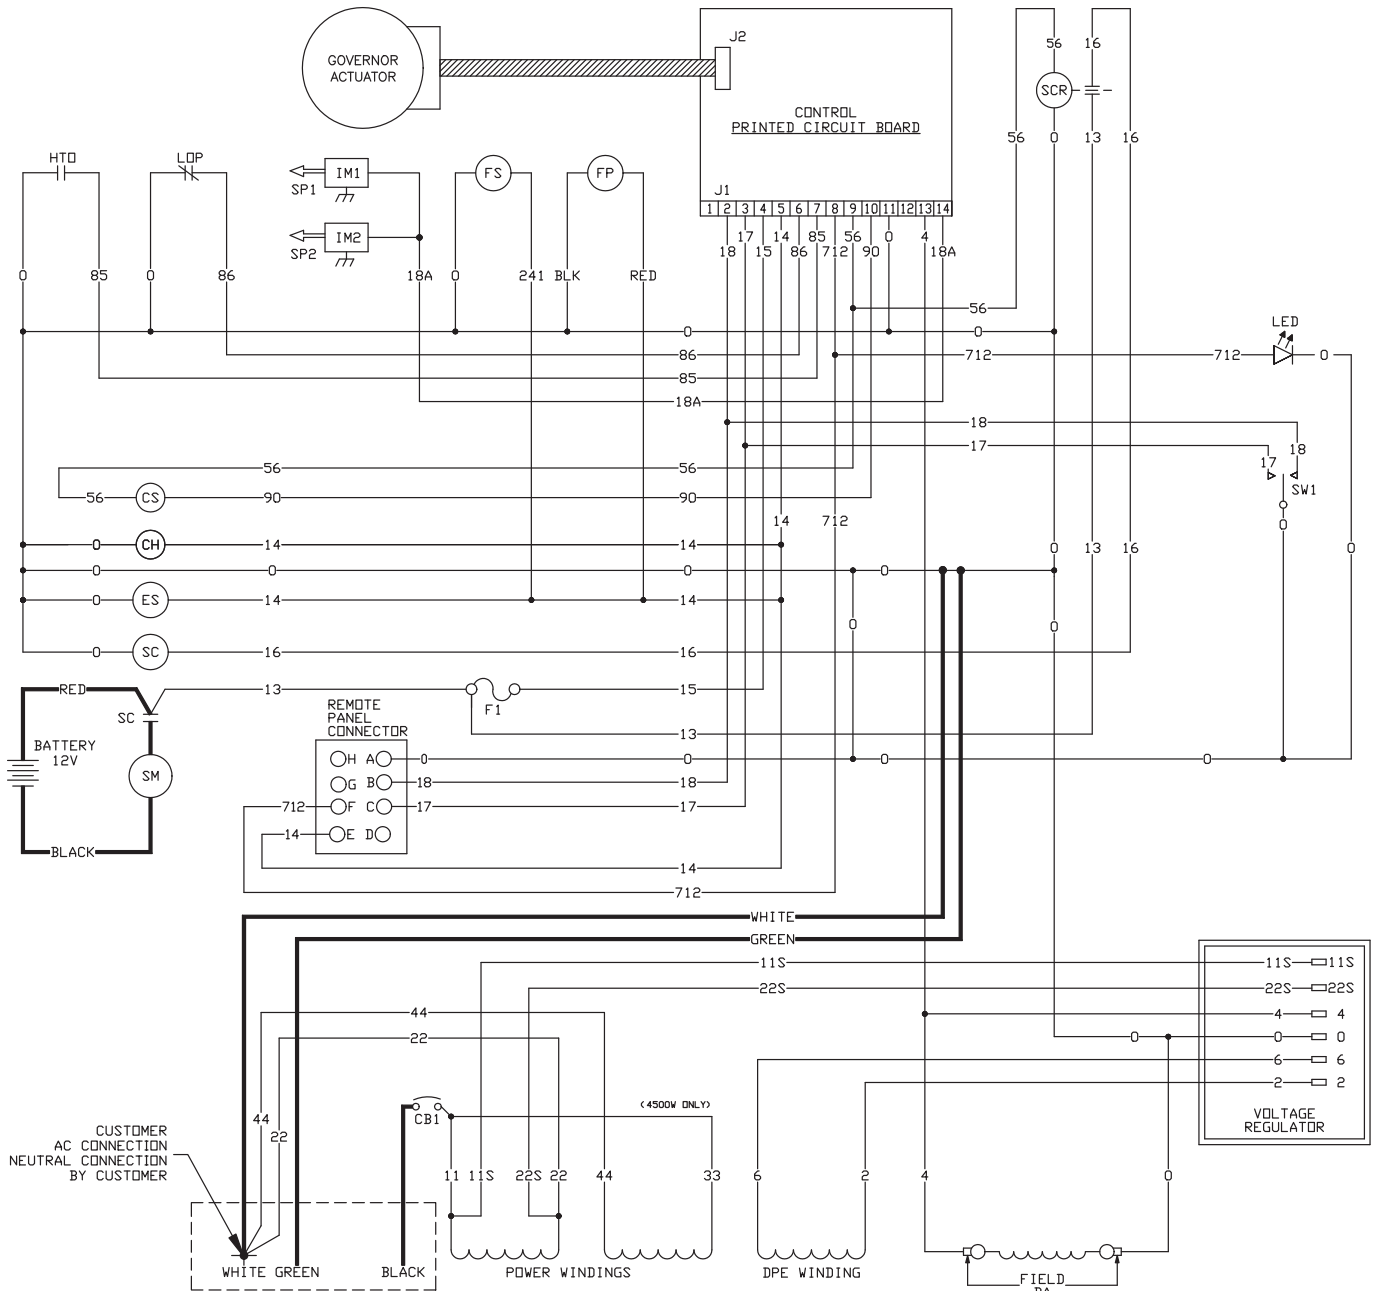 GOVERNOR
ACTUATOR
J2
CONTROL
PRINTED CIRCUIT BOARD
J1
1 2 3 4 5 6 7 8 9 10 11 12 13 14
56 16
SCR
56 0 13 16
HTO LOP
SP1 IM1
SP2 IM2
FS FP
17 14 85 56 0 4
18 15 86 712 90 18A
0 85 0 86 18A 0 241 BLK RED
56
0 0
86 712 712 LED 0
85
18A
18
17
17 18
SW1
0
56 56
56 CS 90 90
14 712
0 CH 14 14
0 13 16 0
0 0 0 0
0 ES 14 14
0 0
0 SC 16 16
RED 13 F1 15
SC
REMOTE
PANEL
CONNECTOR
13
BATTERY
12V
SM
H A 0 0 0 0
G B 18 18
712 F C 17 17
14 E D
BLACK
14
712
WHITE
GREEN
11S 11S 11S
22S 22S 22S
44 4 4
0 0 0
22
6 6
2 2
VOLTAGE
REGULATOR
(4500W ONLY)
CB1
44
22
CUSTOMER
AC CONNECTION
NEUTRAL CONNECTION
BY CUSTOMER
11 11S 22S 22 44 33 6 2 4 0
WHITE GREEN BLACK
POWER WINDINGS
DPE WINDING
FIELD